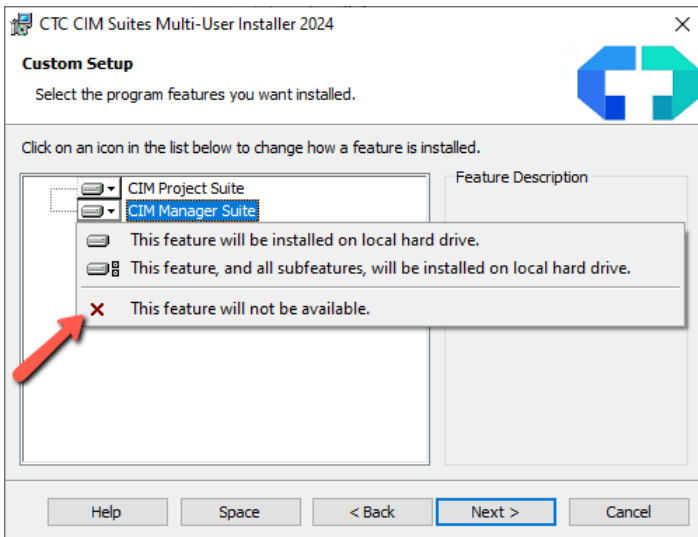 CTC CIM Suites Multi-User Installer 2024
Custom Setup
Select the program features you want installed.
Click on an icon in the list below to change how a feature is installed.
CIM Project Suite
CIM Manager Suite
Feature Description
This feature will be installed on local hard drive.
This feature, and all subfeatures, will be installed on local hard drive.
This feature will not be available.
Help
Space
< Back
Next >
Cancel